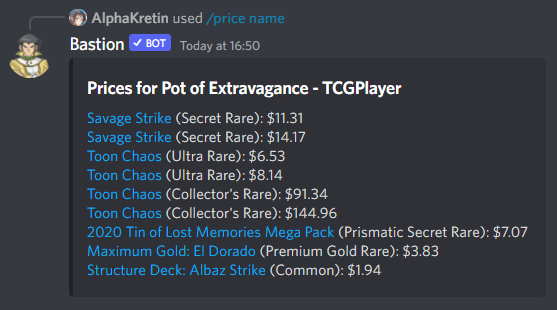 AlphaKretin used /price name
Bastion ✓ BOT Today at 16:50
Prices for Pot of Extravagance - TCGPlayer
Savage Strike (Secret Rare): $11.31
Savage Strike (Secret Rare): $14.17
Toon Chaos (Ultra Rare): $6.53
Toon Chaos (Ultra Rare): $8.14
Toon Chaos (Collector's Rare): $91.34
Toon Chaos (Collector's Rare): $144.96
2020 Tin of Lost Memories Mega Pack (Prismatic Secret Rare): $7.07
Maximum Gold: El Dorado (Premium Gold Rare): $3.83
Structure Deck: Albaz Strike (Common): $1.94